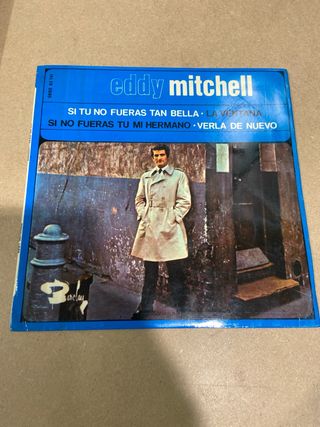 eddy mitchell
SI TU NO FUERAS TAN BELLA · LA VENTANA
SI NO FUERAS TU MI HERMANO · VERLA DE NUEVO
Barclay